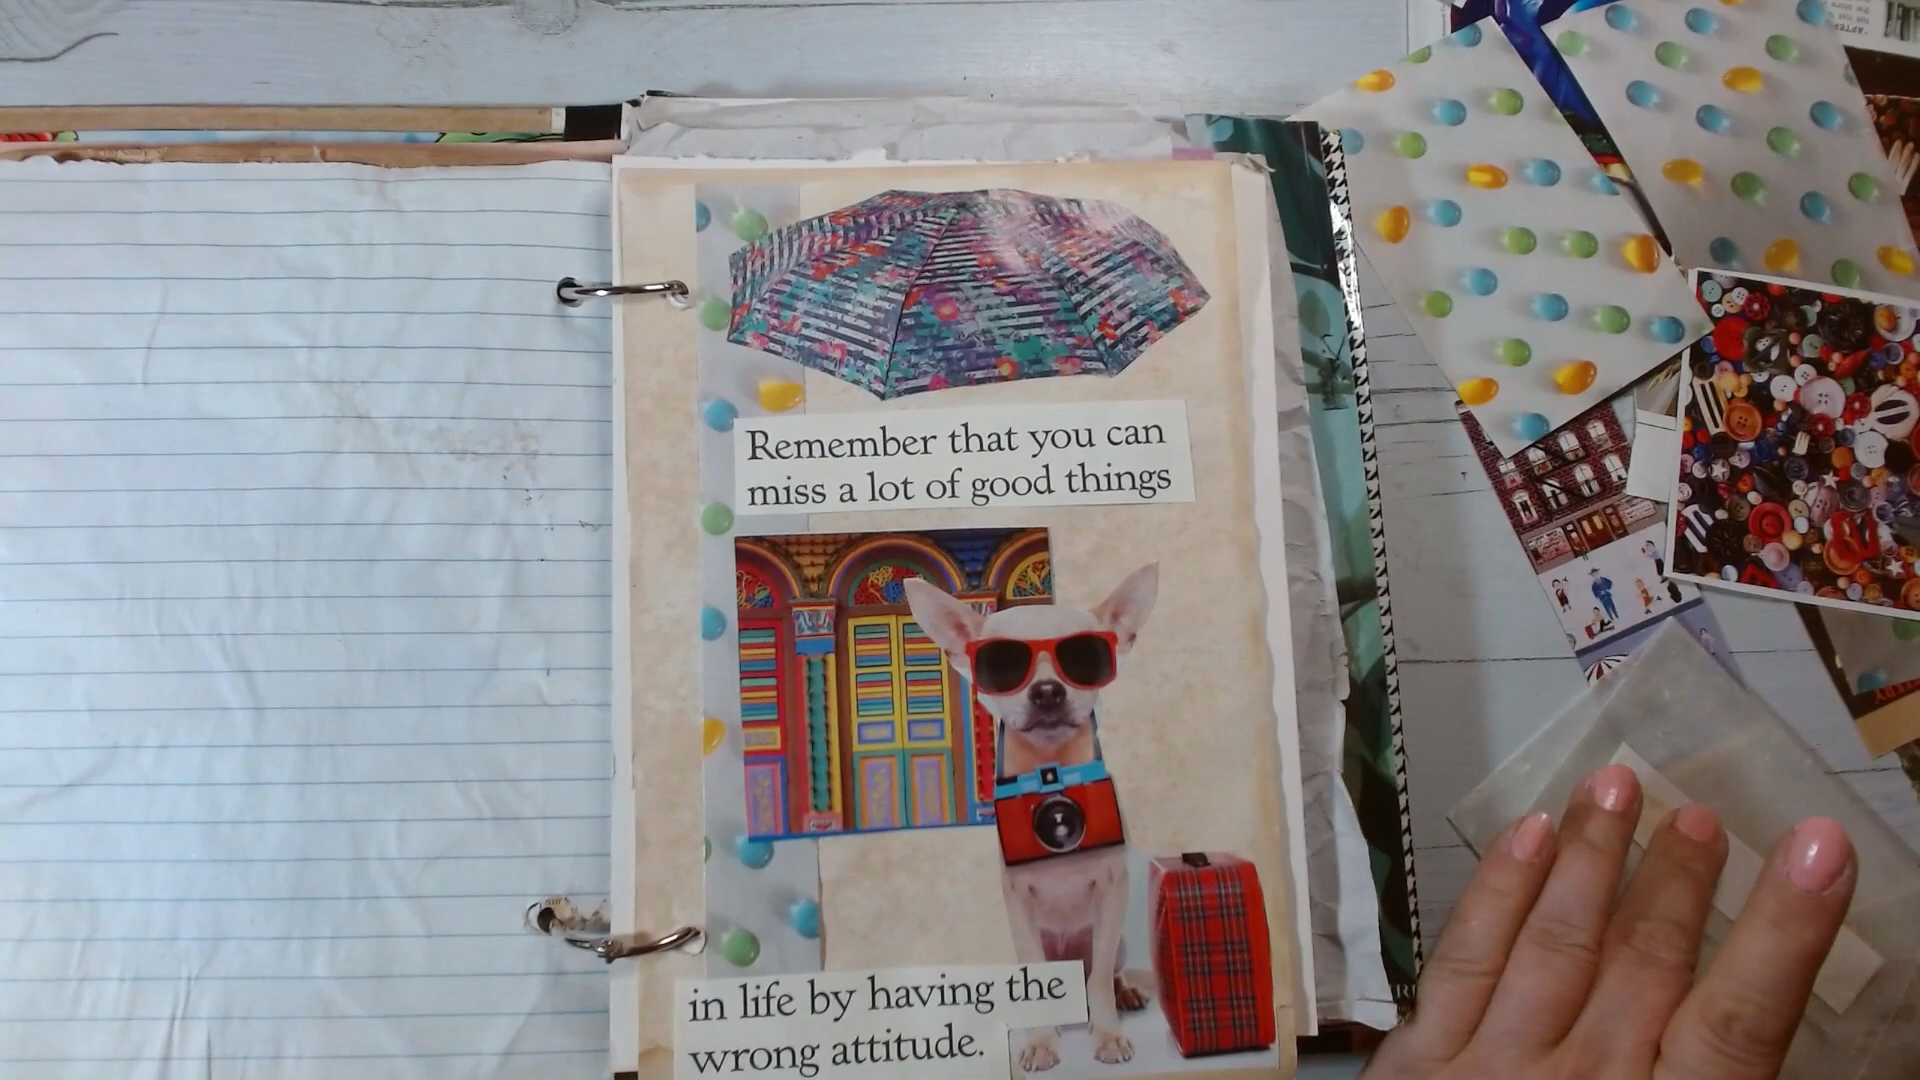 Remember that you can
miss a lot of good things
in life by having the
wrong attitude.